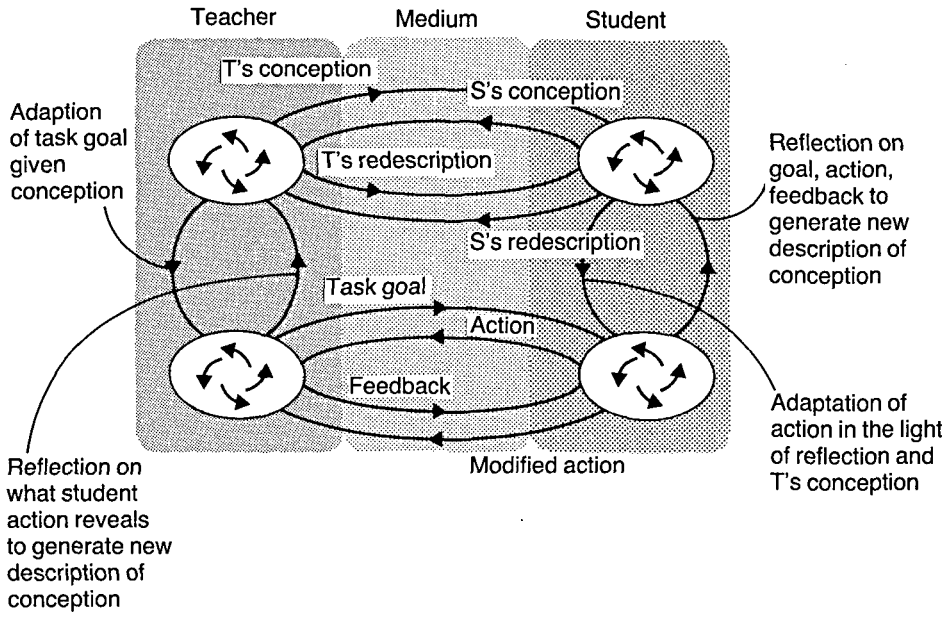 Teacher
Medium
Student
T's conception
S's conception
Adaption
of task goal
given
conception
T's redescription
Reflection on
goal, action,
feedback to
generate new
description of
conception
S's redescription
Task goal
Action
Feedback
Adaptation of
action in the light
of reflection and
T's conception
Modified action
Reflection on
what student
action reveals
to generate new
description of
conception